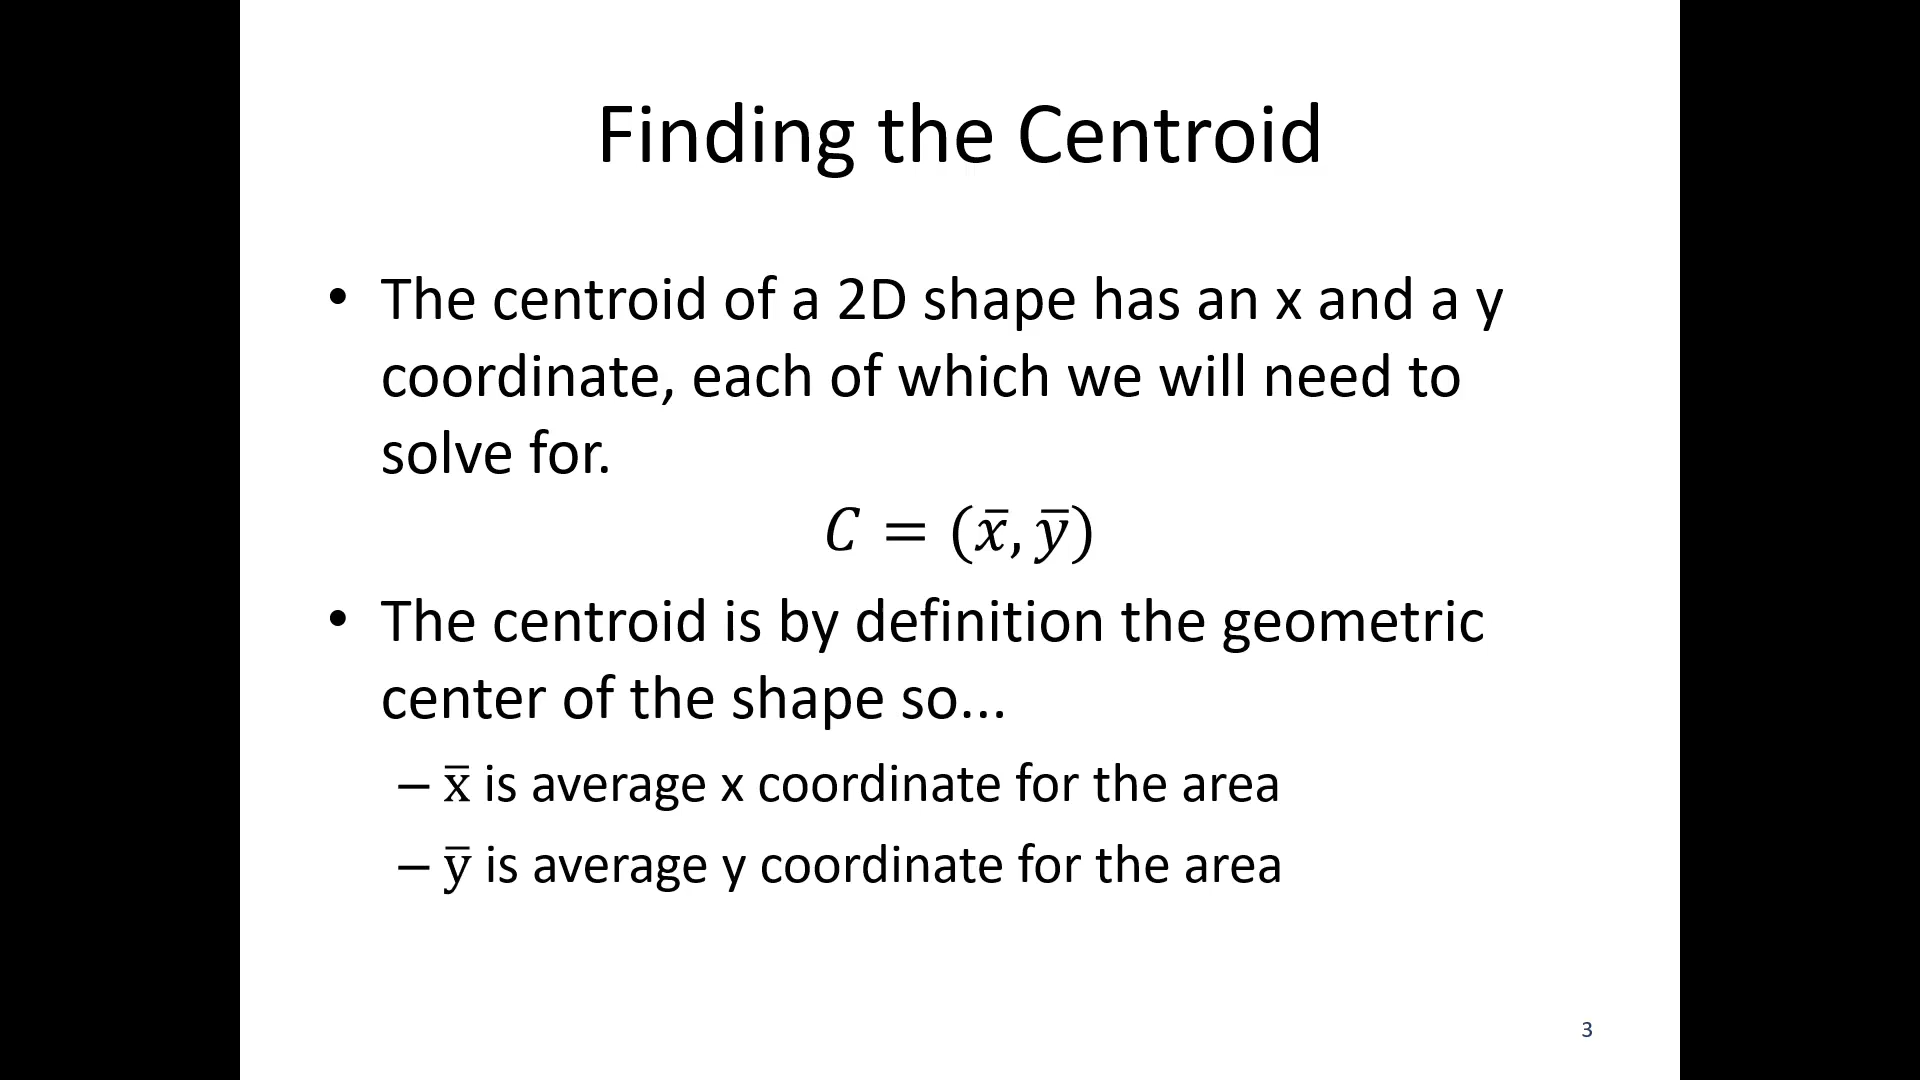 Finding the Centroid
• The centroid of a 2D shape has an x and a y
coordinate, each of which we will need to
solve for.
C = (x̅, y̅)
• The centroid is by definition the geometric
center of the shape so...
– x̅ is average x coordinate for the area
– y̅ is average y coordinate for the area
3